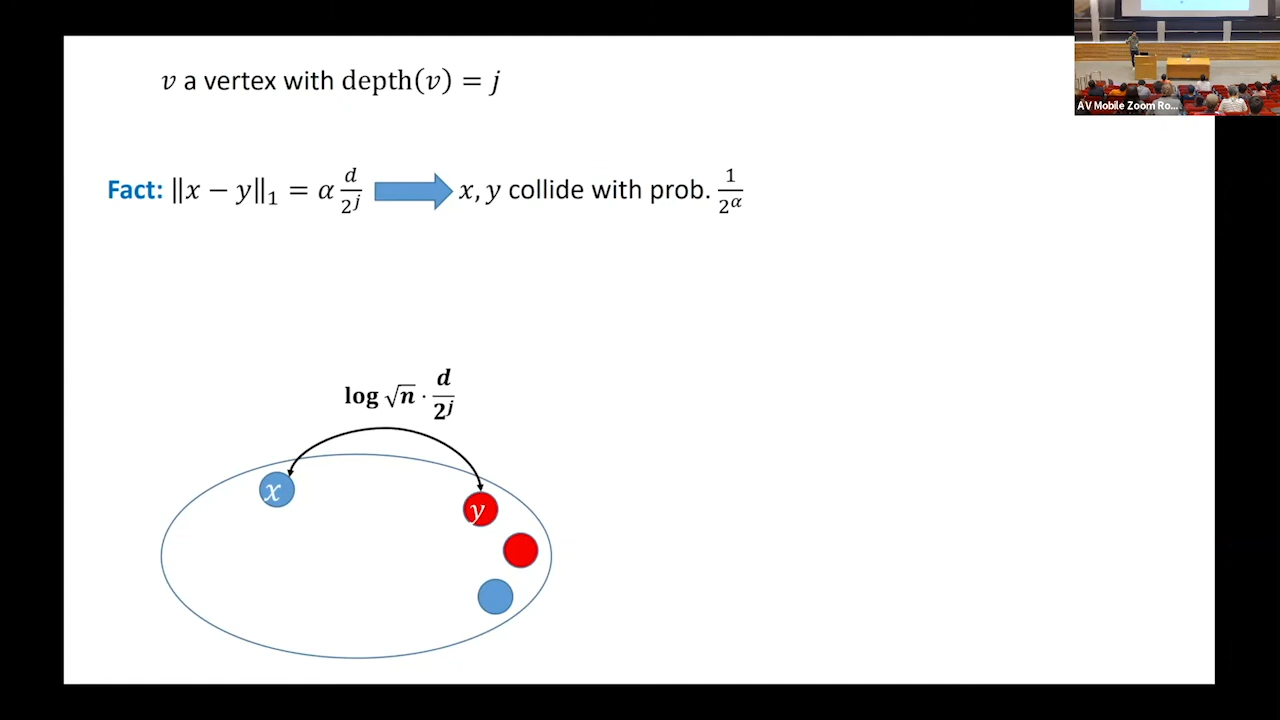 𝑣 a vertex with depth(𝑣) = 𝑗
Fact: ‖𝑥 − 𝑦‖₁ = 𝛼 𝑑/2ʲ 𝑥, 𝑦 collide with prob. 1/2^𝛼
log √𝑛 · 𝑑/2ʲ
𝑥
𝑦
AV Mobile Zoom Ro...